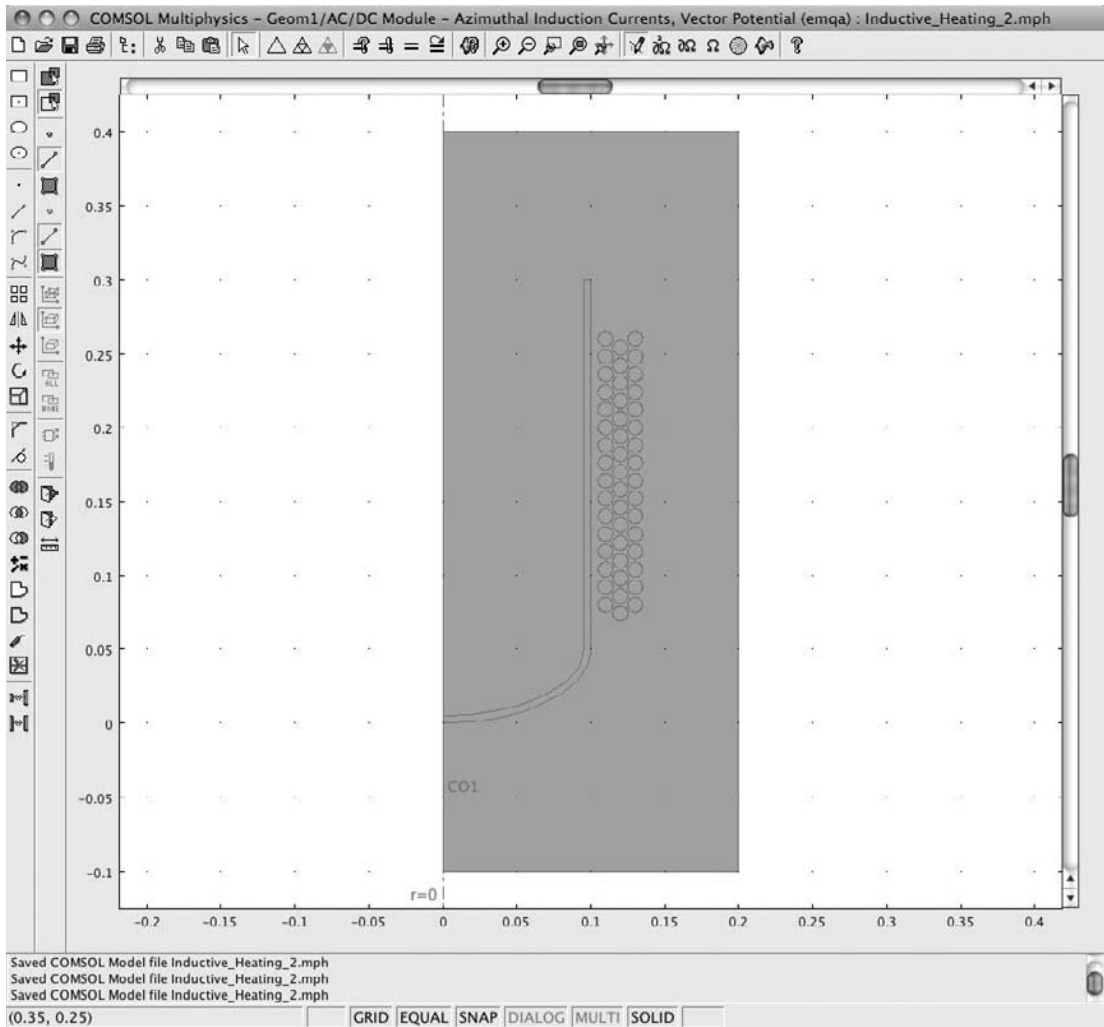 COMSOL Multiphysics – Geom1/AC/DC Module – Azimuthal Induction Currents, Vector Potential (emqa) : Inductive_Heating_2.mph
0.4
0.35
0.3
0.25
0.2
0.15
0.1
0.05
0
CO1
-0.05
-0.1
r=0
-0.2 -0.15 -0.1 -0.05 0 0.05 0.1 0.15 0.2 0.25 0.3 0.35 0.4
Saved COMSOL Model file Inductive_Heating_2.mph
Saved COMSOL Model file Inductive_Heating_2.mph
Saved COMSOL Model file Inductive_Heating_2.mph
(0.35, 0.25) GRID EQUAL SNAP DIALOG MULTI SOLID